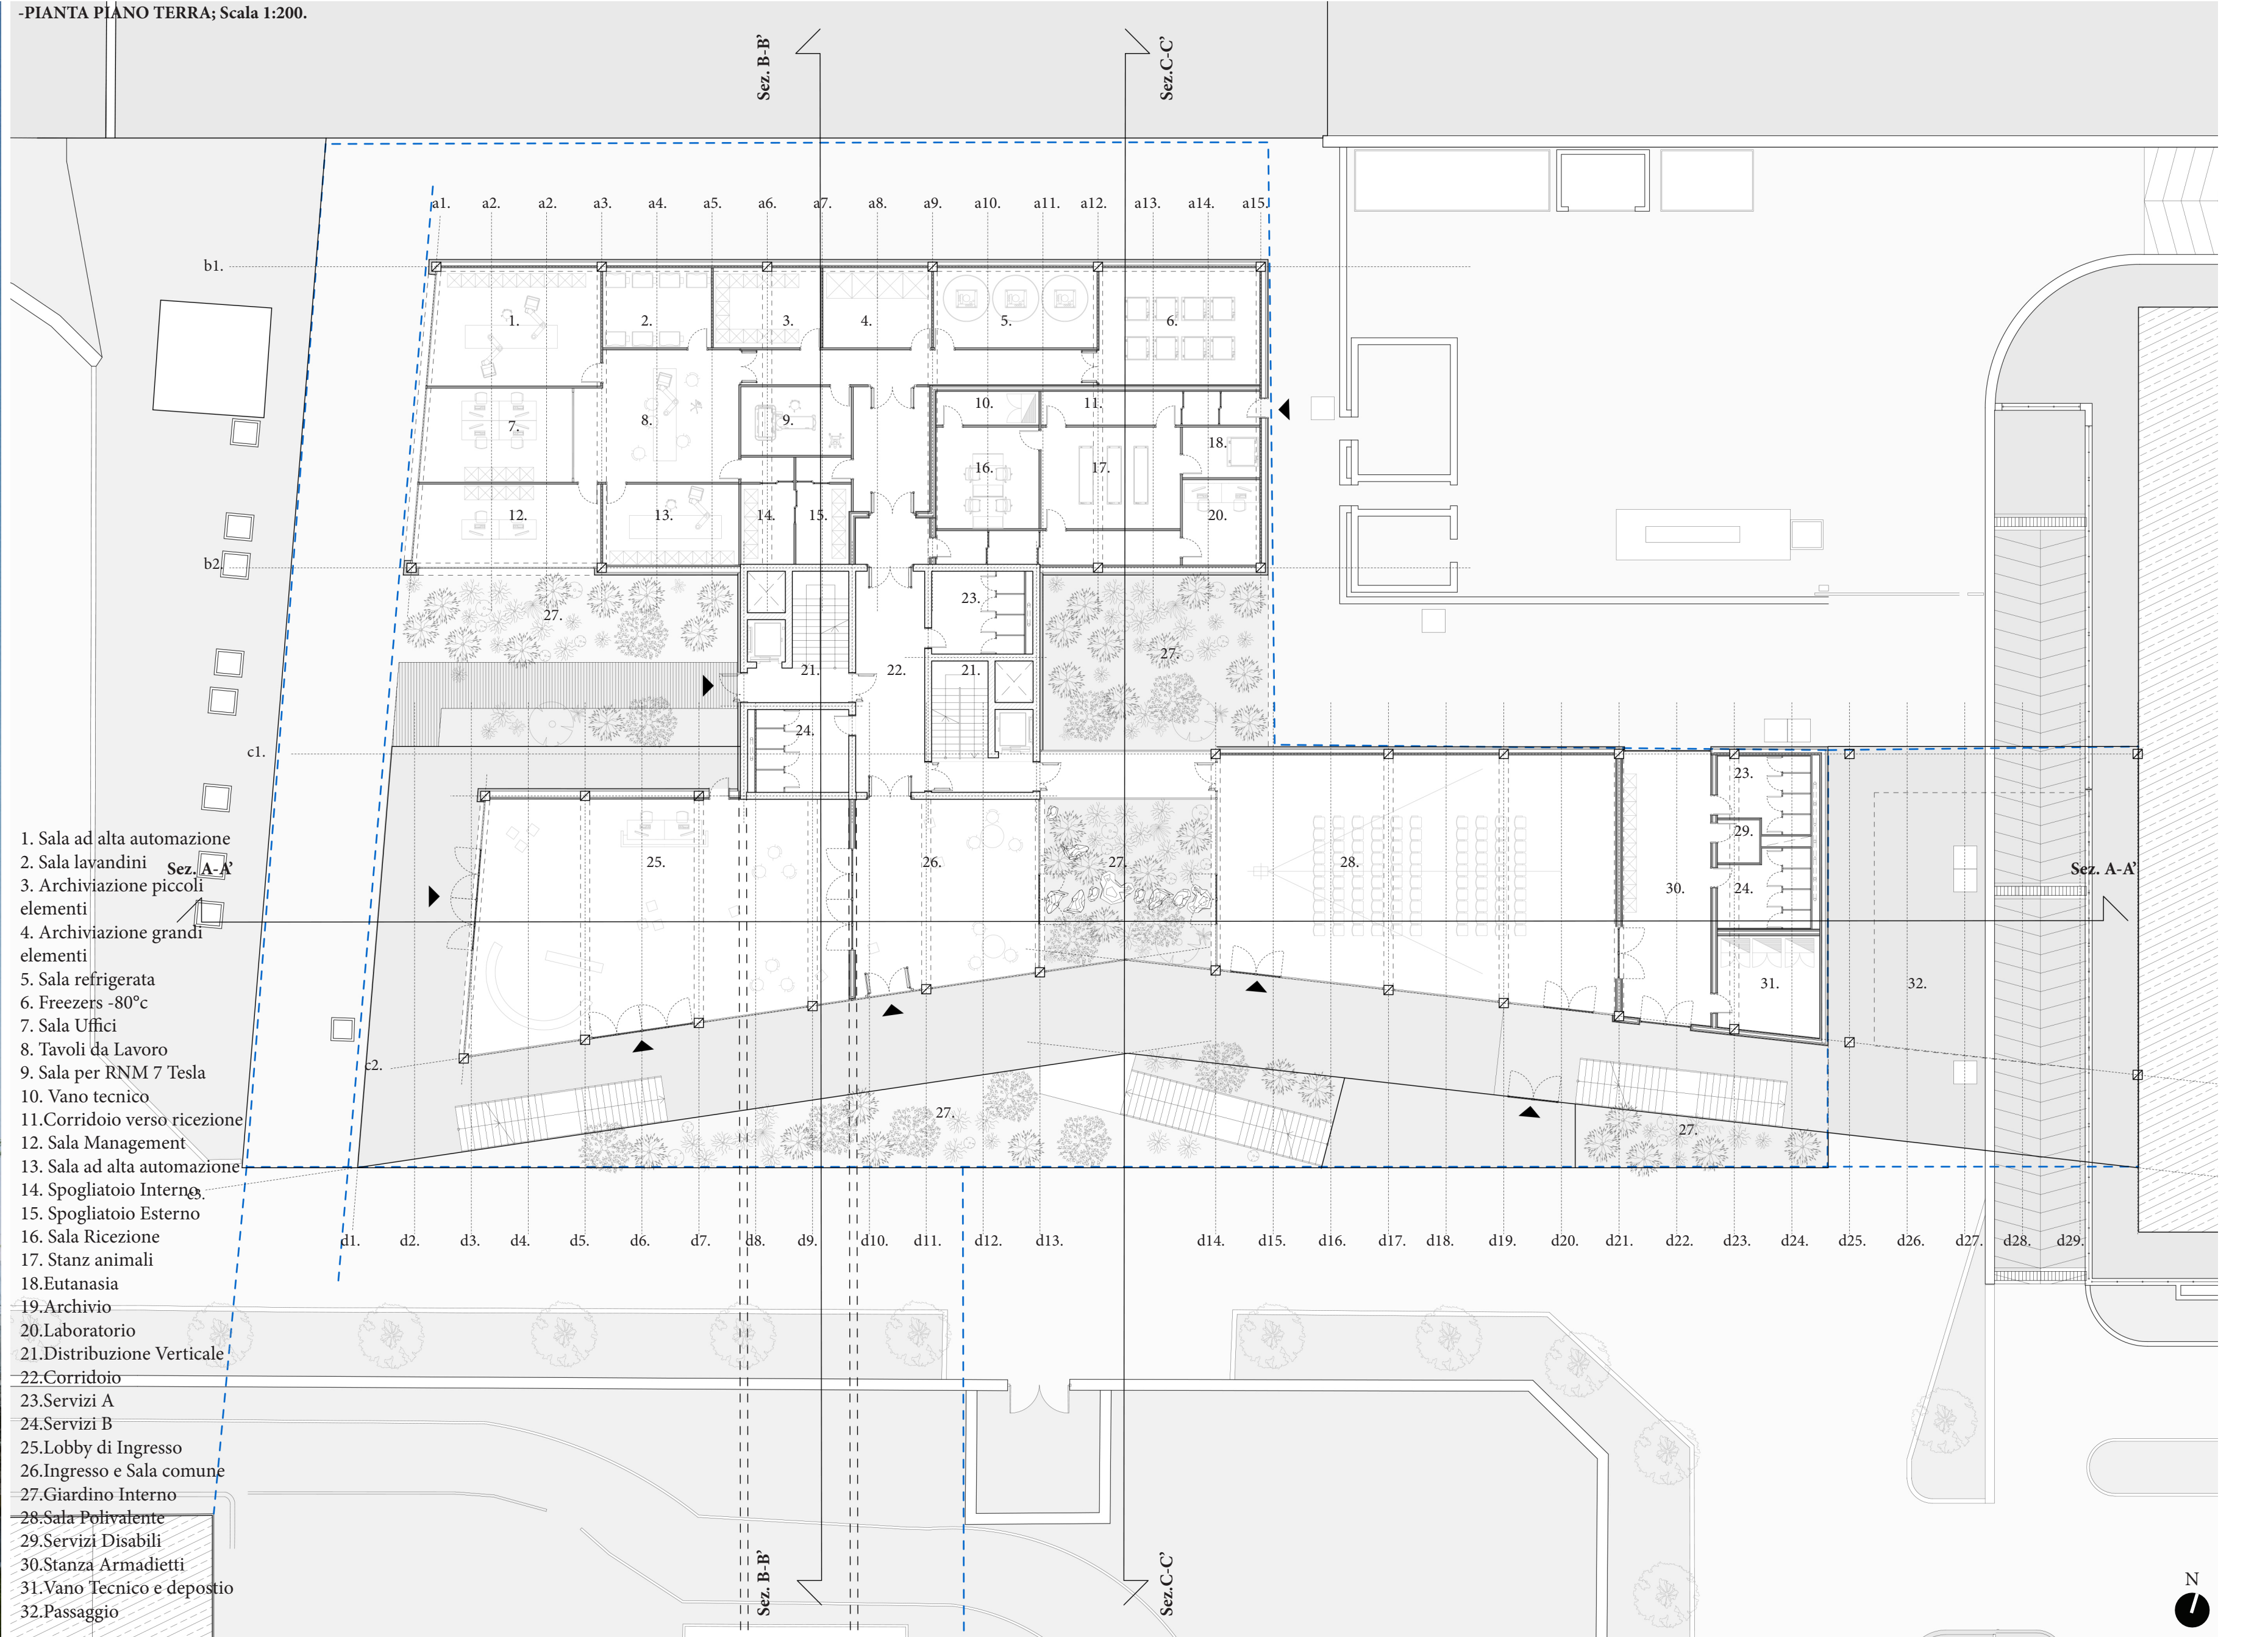 -PIANTA PIANO TERRA; Scala 1:200.
Sez. B-B'
Sez.C-C'
a1. a2. a2. a3. a4. a5. a6. a7. a8. a9. a10. a11. a12. a13. a14. a15.
b1.
1. 2. 3. 4. 5. 6.
10. 11.
7. 8. 9. 18.
16. 17.
12. 13. 14. 15. 20.
b2.
27. 23.
27.
21. 22. 21.
24.
c1.
23.
29.
25. 26. 27. 28.
30. 24.
Sez. A-A'
Sez. A-A'
31. 32.
c2.
27.
27.
c3.
d1. d2. d3. d4. d5. d6. d7. d8. d9. d10. d11. d12. d13. d14. d15. d16. d17. d18. d19. d20. d21. d22. d23. d24. d25. d26. d27. d28. d29.
1. Sala ad alta automazione
2. Sala lavandini
3. Archiviazione piccoli
elementi
4. Archiviazione grandi
elementi
5. Sala refrigerata
6. Freezers -80°c
7. Sala Uffici
8. Tavoli da Lavoro
9. Sala per RNM 7 Tesla
10. Vano tecnico
11.Corridoio verso ricezione
12. Sala Management
13. Sala ad alta automazione
14. Spogliatoio Interno
15. Spogliatoio Esterno
16. Sala Ricezione
17. Stanz animali
18.Eutanasia
19.Archivio
20.Laboratorio
21.Distribuzione Verticale
22.Corridoio
23.Servizi A
24.Servizi B
25.Lobby di Ingresso
26.Ingresso e Sala comune
27.Giardino Interno
28.Sala Polivalente
29.Servizi Disabili
30.Stanza Armadietti
31.Vano Tecnico e depostio
32.Passaggio
Sez. B-B'
Sez.C-C'
N